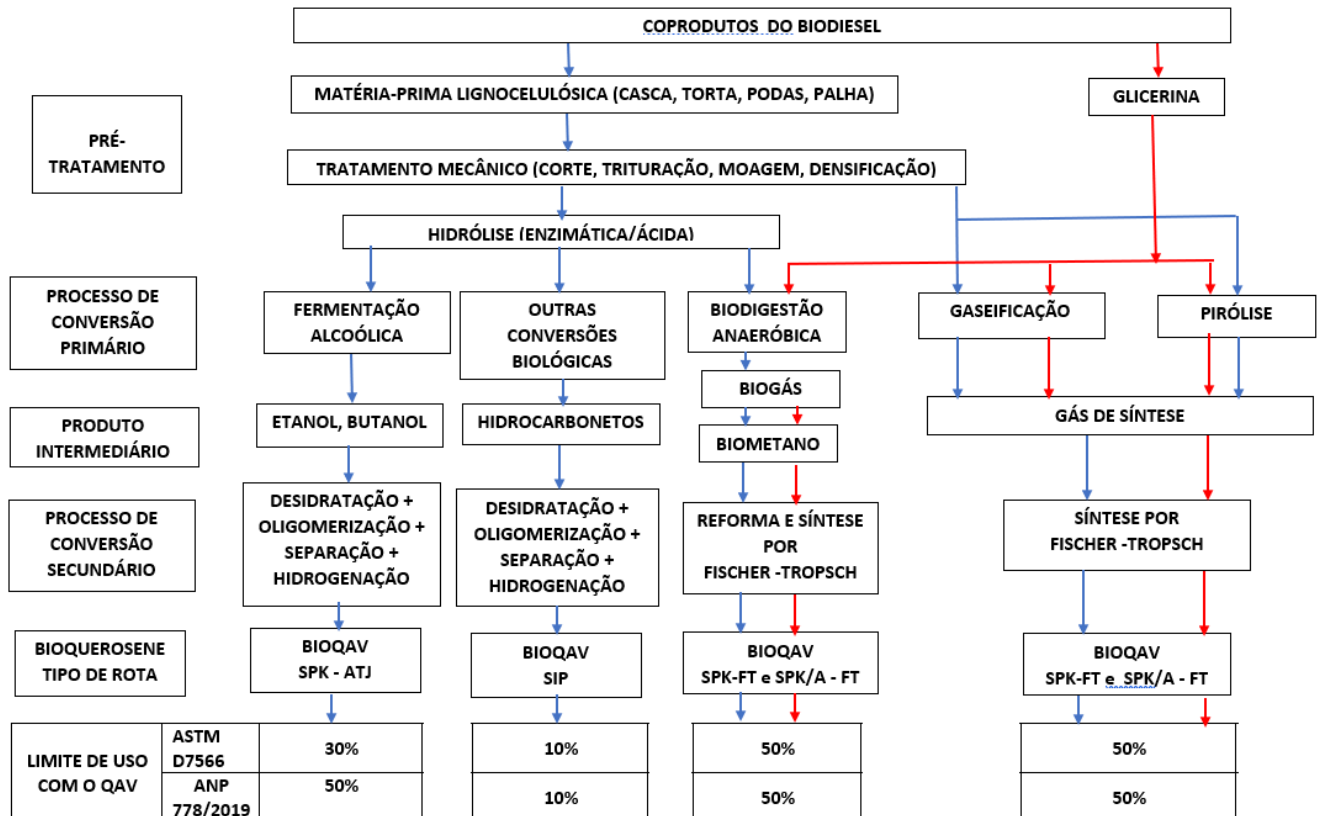 COPRODUTOS DO BIODIESEL
MATÉRIA-PRIMA LIGNOCELULÓSICA (CASCA, TORTA, PODAS, PALHA)
GLICERINA
PRÉ-
TRATAMENTO
TRATAMENTO MECÂNICO (CORTE, TRITURAÇÃO, MOAGEM, DENSIFICAÇÃO)
HIDRÓLISE (ENZIMÁTICA/ÁCIDA)
PROCESSO DE
CONVERSÃO
PRIMÁRIO
FERMENTAÇÃO
ALCOÓLICA
OUTRAS
CONVERSÕES
BIOLÓGICAS
BIODIGESTÃO
ANAERÓBICA
GASEIFICAÇÃO
PIRÓLISE
BIOGÁS
PRODUTO
INTERMEDIÁRIO
ETANOL, BUTANOL
HIDROCARBONETOS
BIOMETANO
GÁS DE SÍNTESE
PROCESSO DE
CONVERSÃO
SECUNDÁRIO
DESIDRATAÇÃO +
OLIGOMERIZAÇÃO +
SEPARAÇÃO +
HIDROGENAÇÃO
DESIDRATAÇÃO +
OLIGOMERIZAÇÃO +
SEPARAÇÃO +
HIDROGENAÇÃO
REFORMA E SÍNTESE
POR
FISCHER -TROPSCH
SÍNTESE POR
FISCHER -TROPSCH
BIOQUEROSENE
TIPO DE ROTA
BIOQAV
SPK - ATJ
BIOQAV
SIP
BIOQAV
SPK-FT e SPK/A - FT
BIOQAV
SPK-FT e SPK/A - FT
LIMITE DE USO
COM O QAV
ASTM
D7566
30%
10%
50%
50%
ANP
778/2019
50%
10%
50%
50%